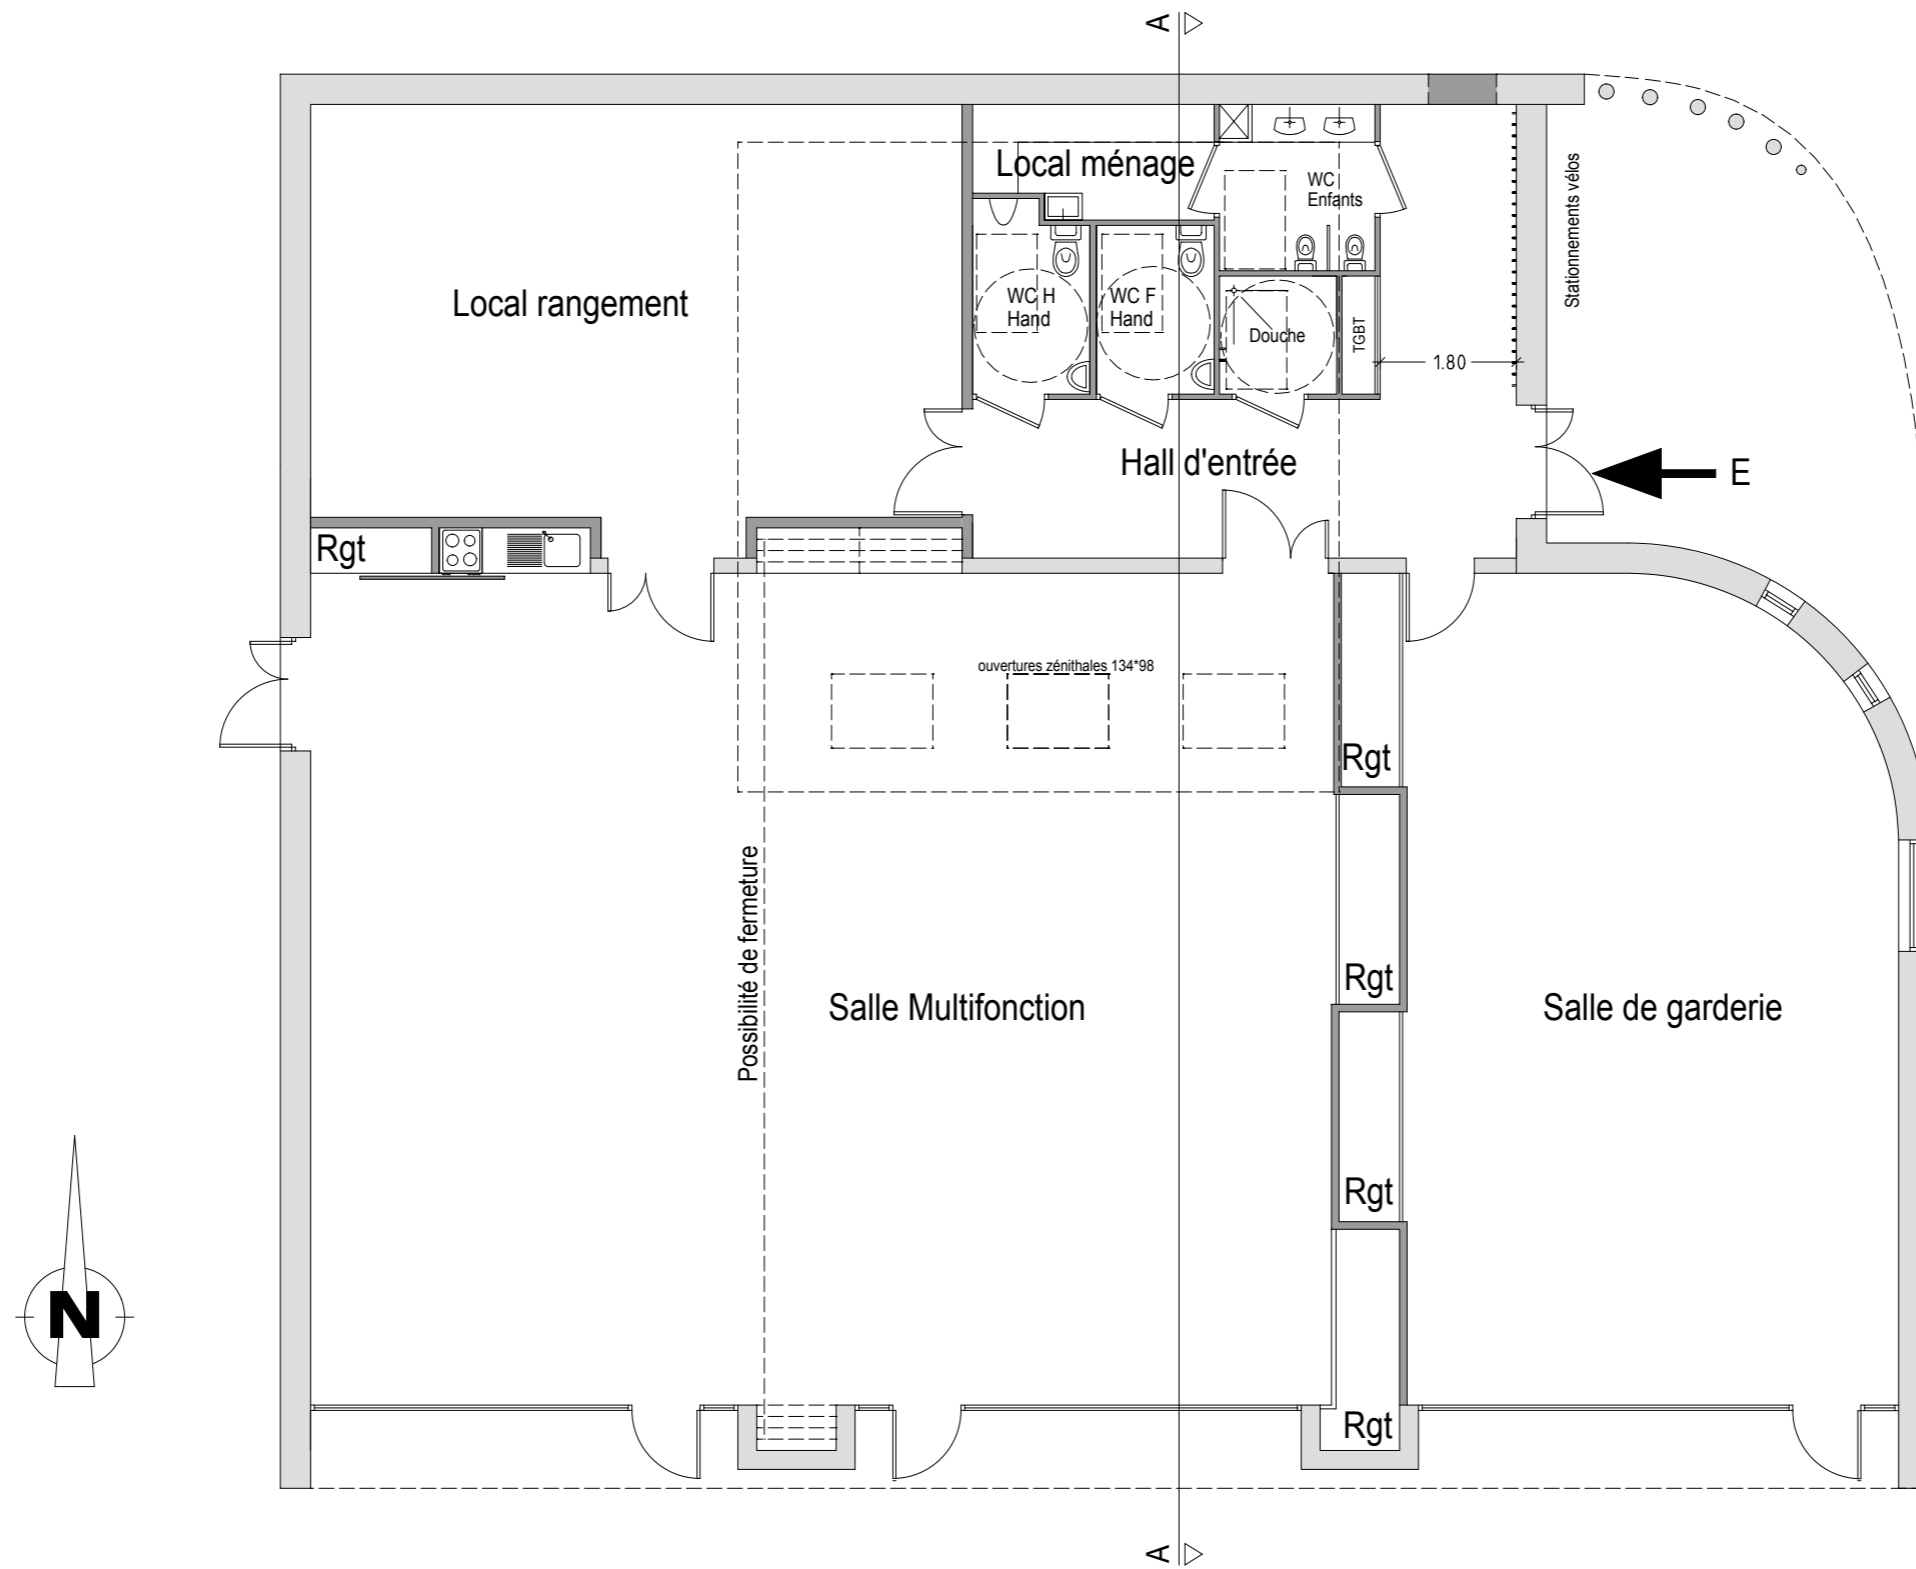 A
Local ménage
WC
Enfants
Stationnements vélos
Local rangement
WC H
Hand
WC F
Hand
Douche
TGBT
1.80
Hall d'entrée
E
Rgt
ouvertures zénithales 134*98
Rgt
Possibilité de fermeture
Rgt
Salle Multifonction
Salle de garderie
Rgt
N
Rgt
A